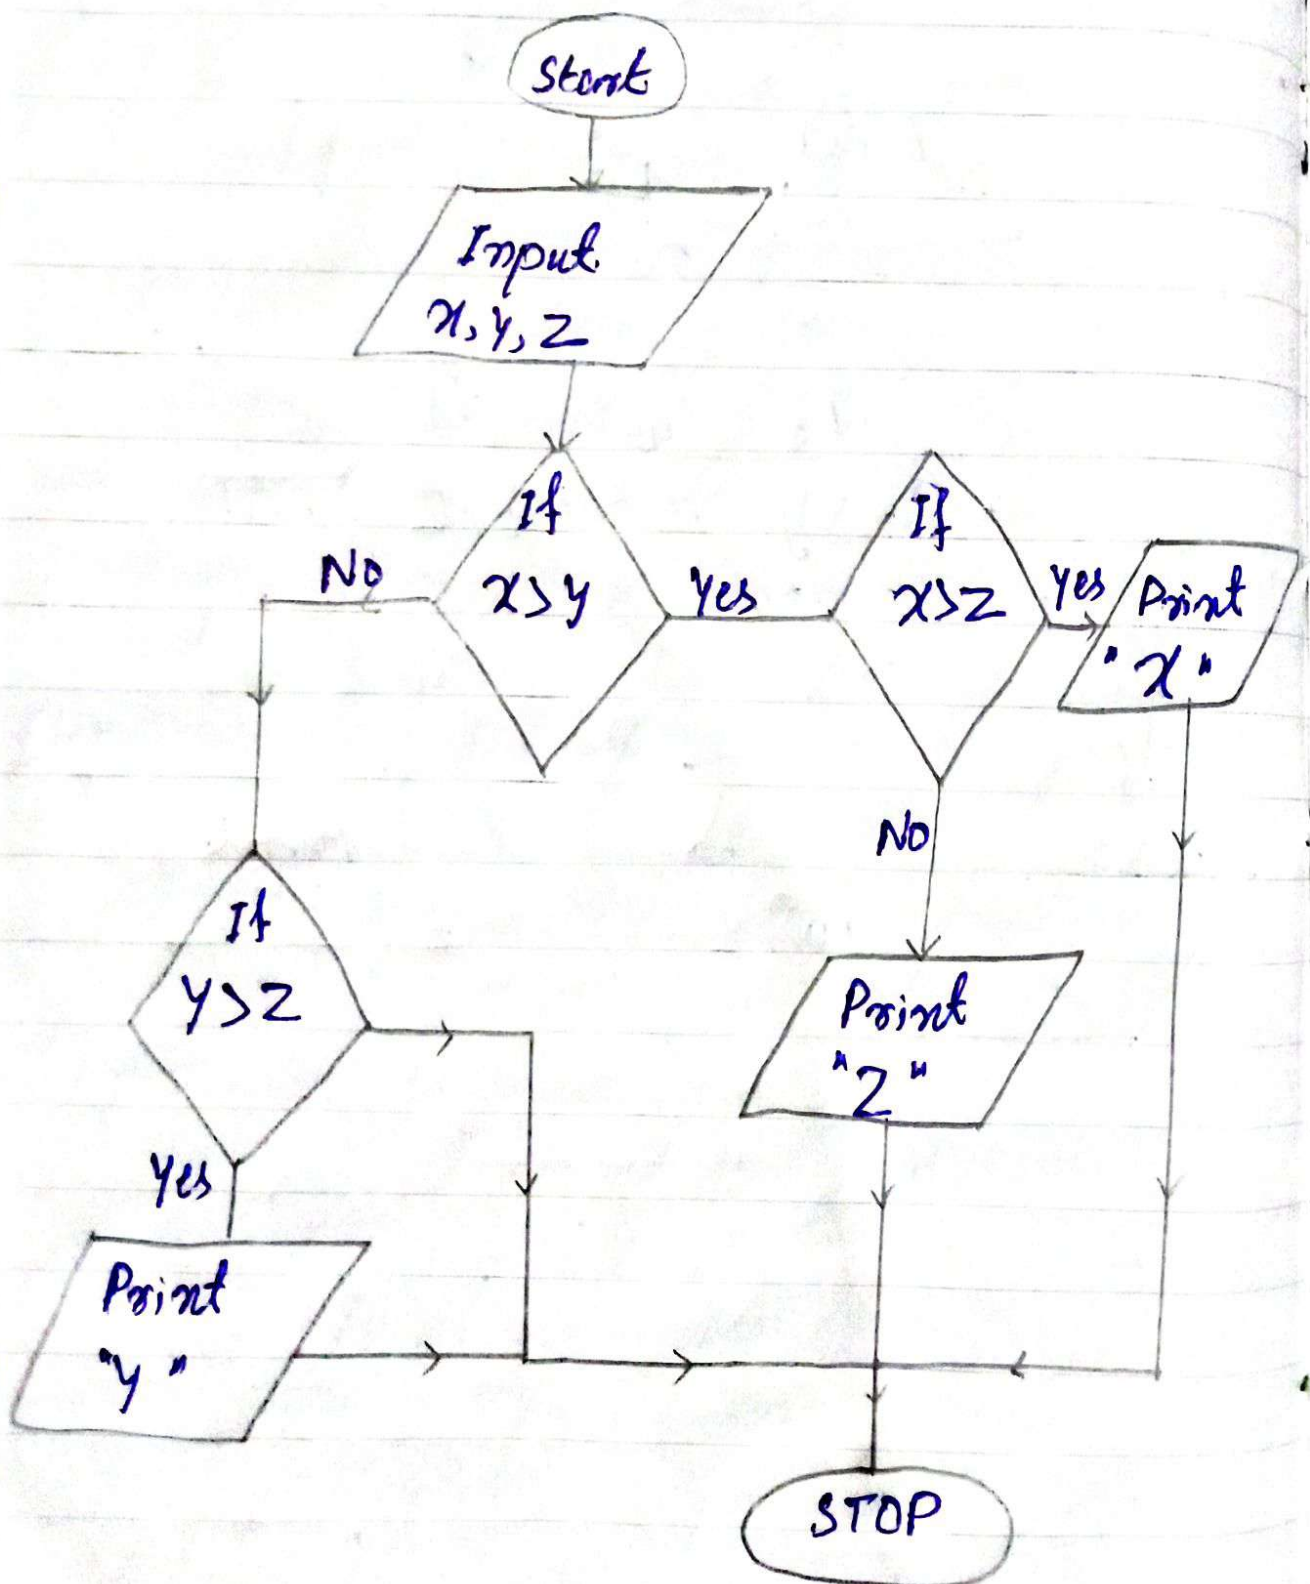 Start
Input
x, y, z
If
x>y
No
Yes
If
x>z
Yes
Print
"x"
No
Print
"Z"
If
Y>Z
Yes
Print
"y"
STOP